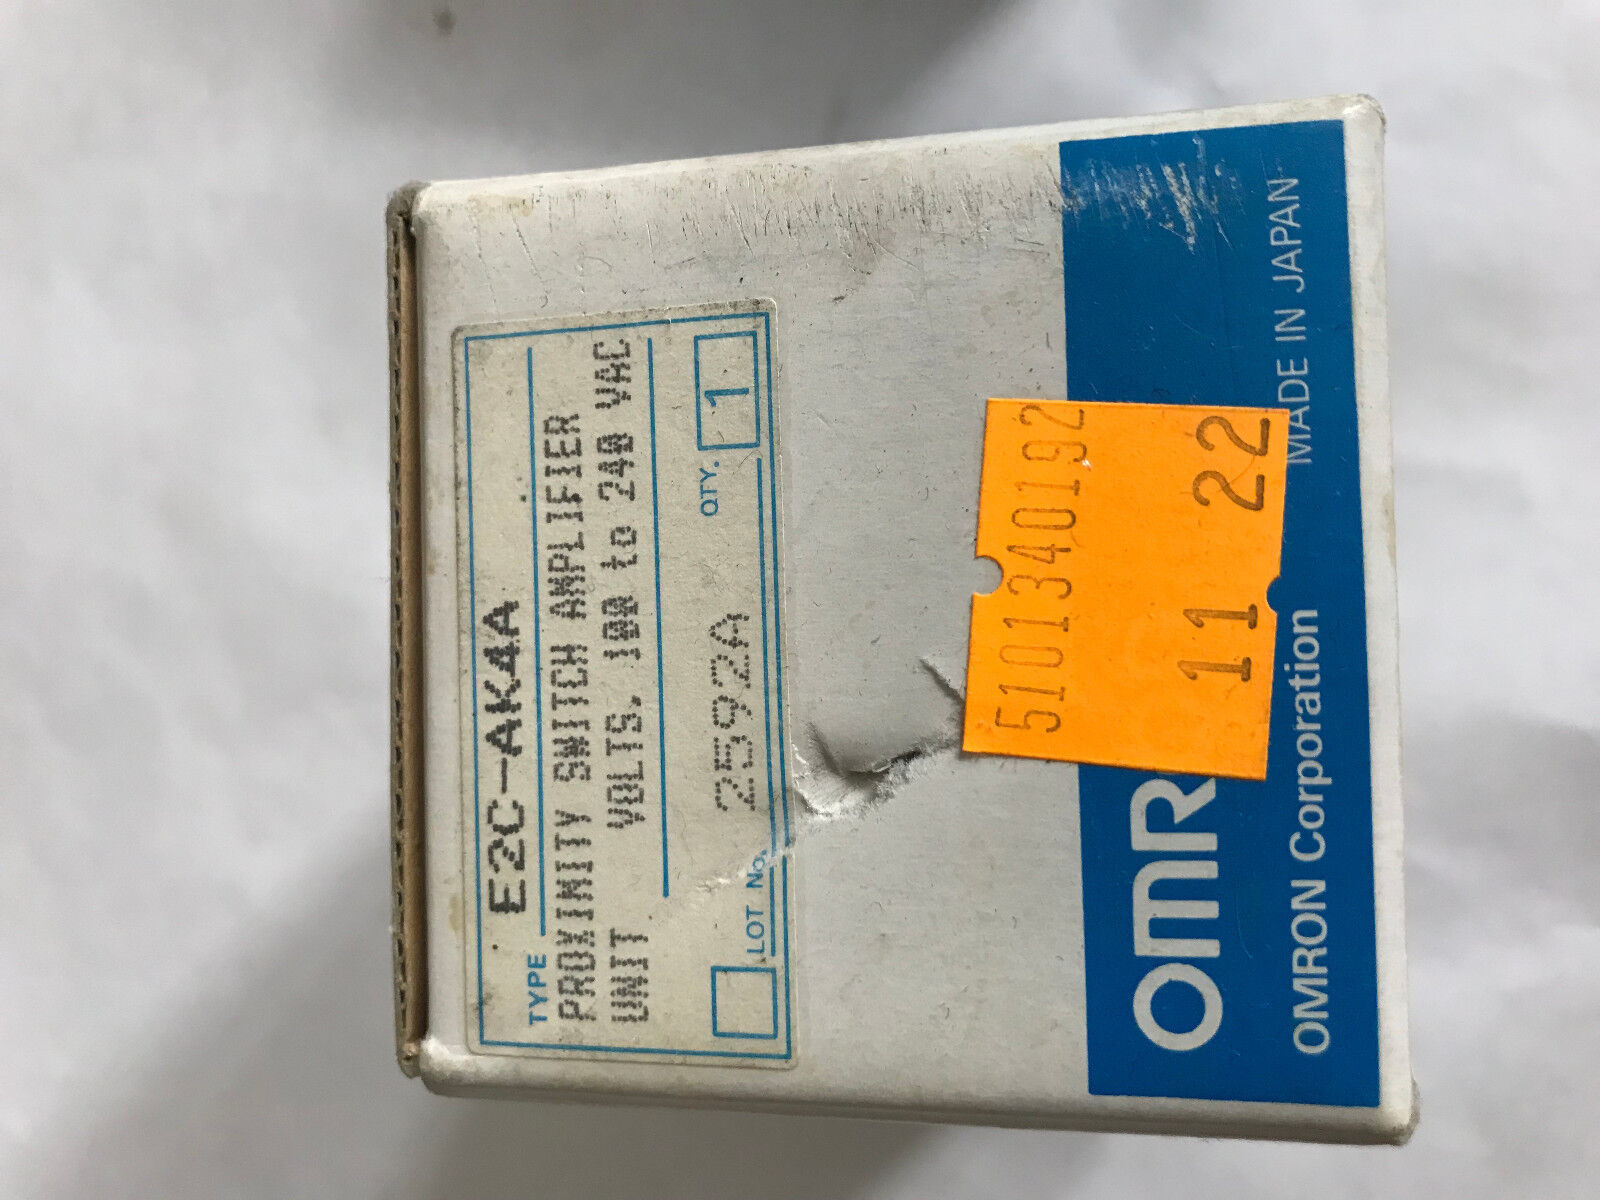 TYPE E2C-AK4A
PROXIMITY SWITCH AMPLIFIER
UNIT VOLTS, 100 to 240 VAC
LOT No. 2592A QTY. 1
5101340192
11 22
OMR
MADE IN JAPAN
OMRON Corporation